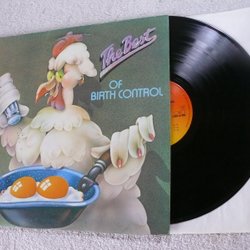 The Best
OF
BIRTH CONTROL